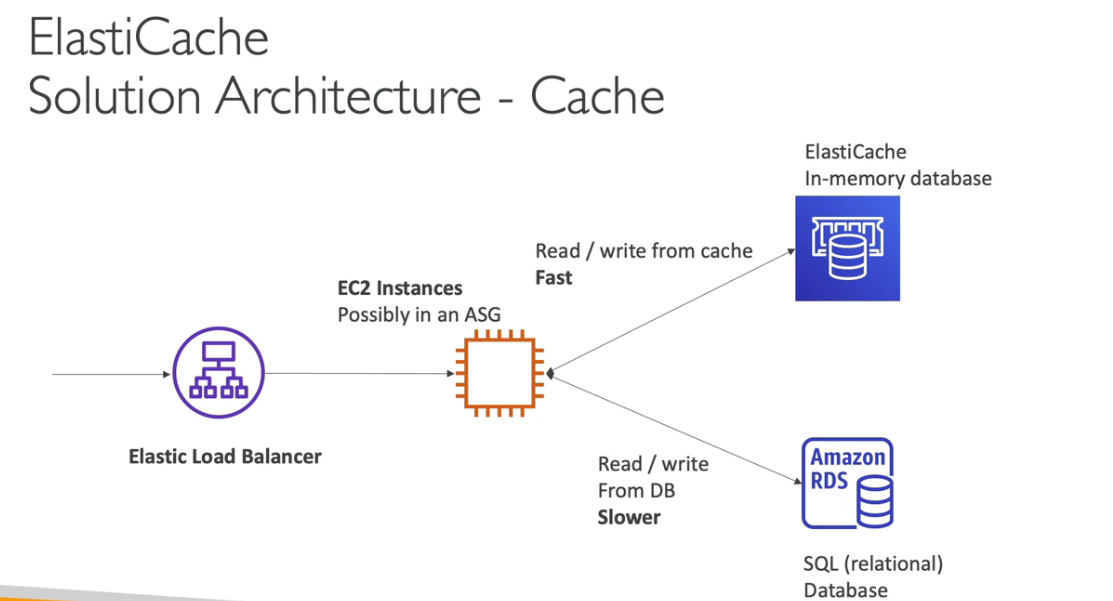 ElastiCache
Solution Architecture - Cache
ElastiCache
In-memory database
Read / write from cache
Fast
EC2 Instances
Possibly in an ASG
Elastic Load Balancer
Read / write
From DB
Slower
Amazon
RDS
SQL (relational)
Database